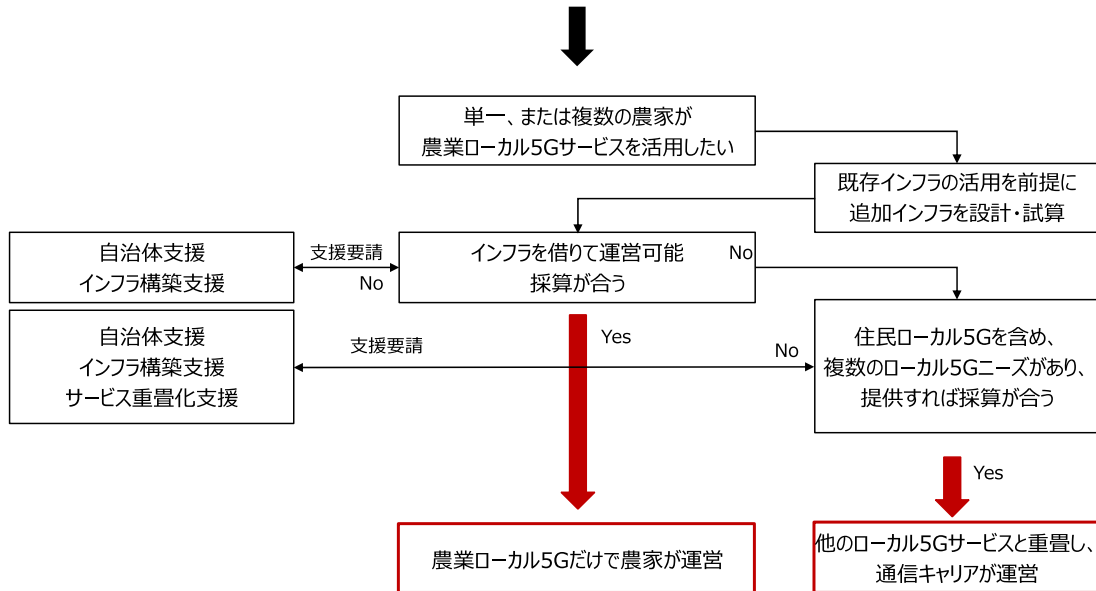 単一、または複数の農家が
農業ローカル5Gサービスを活用したい
既存インフラの活用を前提に
追加インフラを設計・試算
自治体支援
インフラ構築支援
支援要請
No
インフラを借りて運営可能
採算が合う
No
自治体支援
インフラ構築支援
サービス重畳化支援
支援要請
Yes
No
住民ローカル5Gを含め、
複数のローカル5Gニーズがあり、
提供すれば採算が合う
Yes
農業ローカル5Gだけで農家が運営
他のローカル5Gサービスと重畳し、
通信キャリアが運営